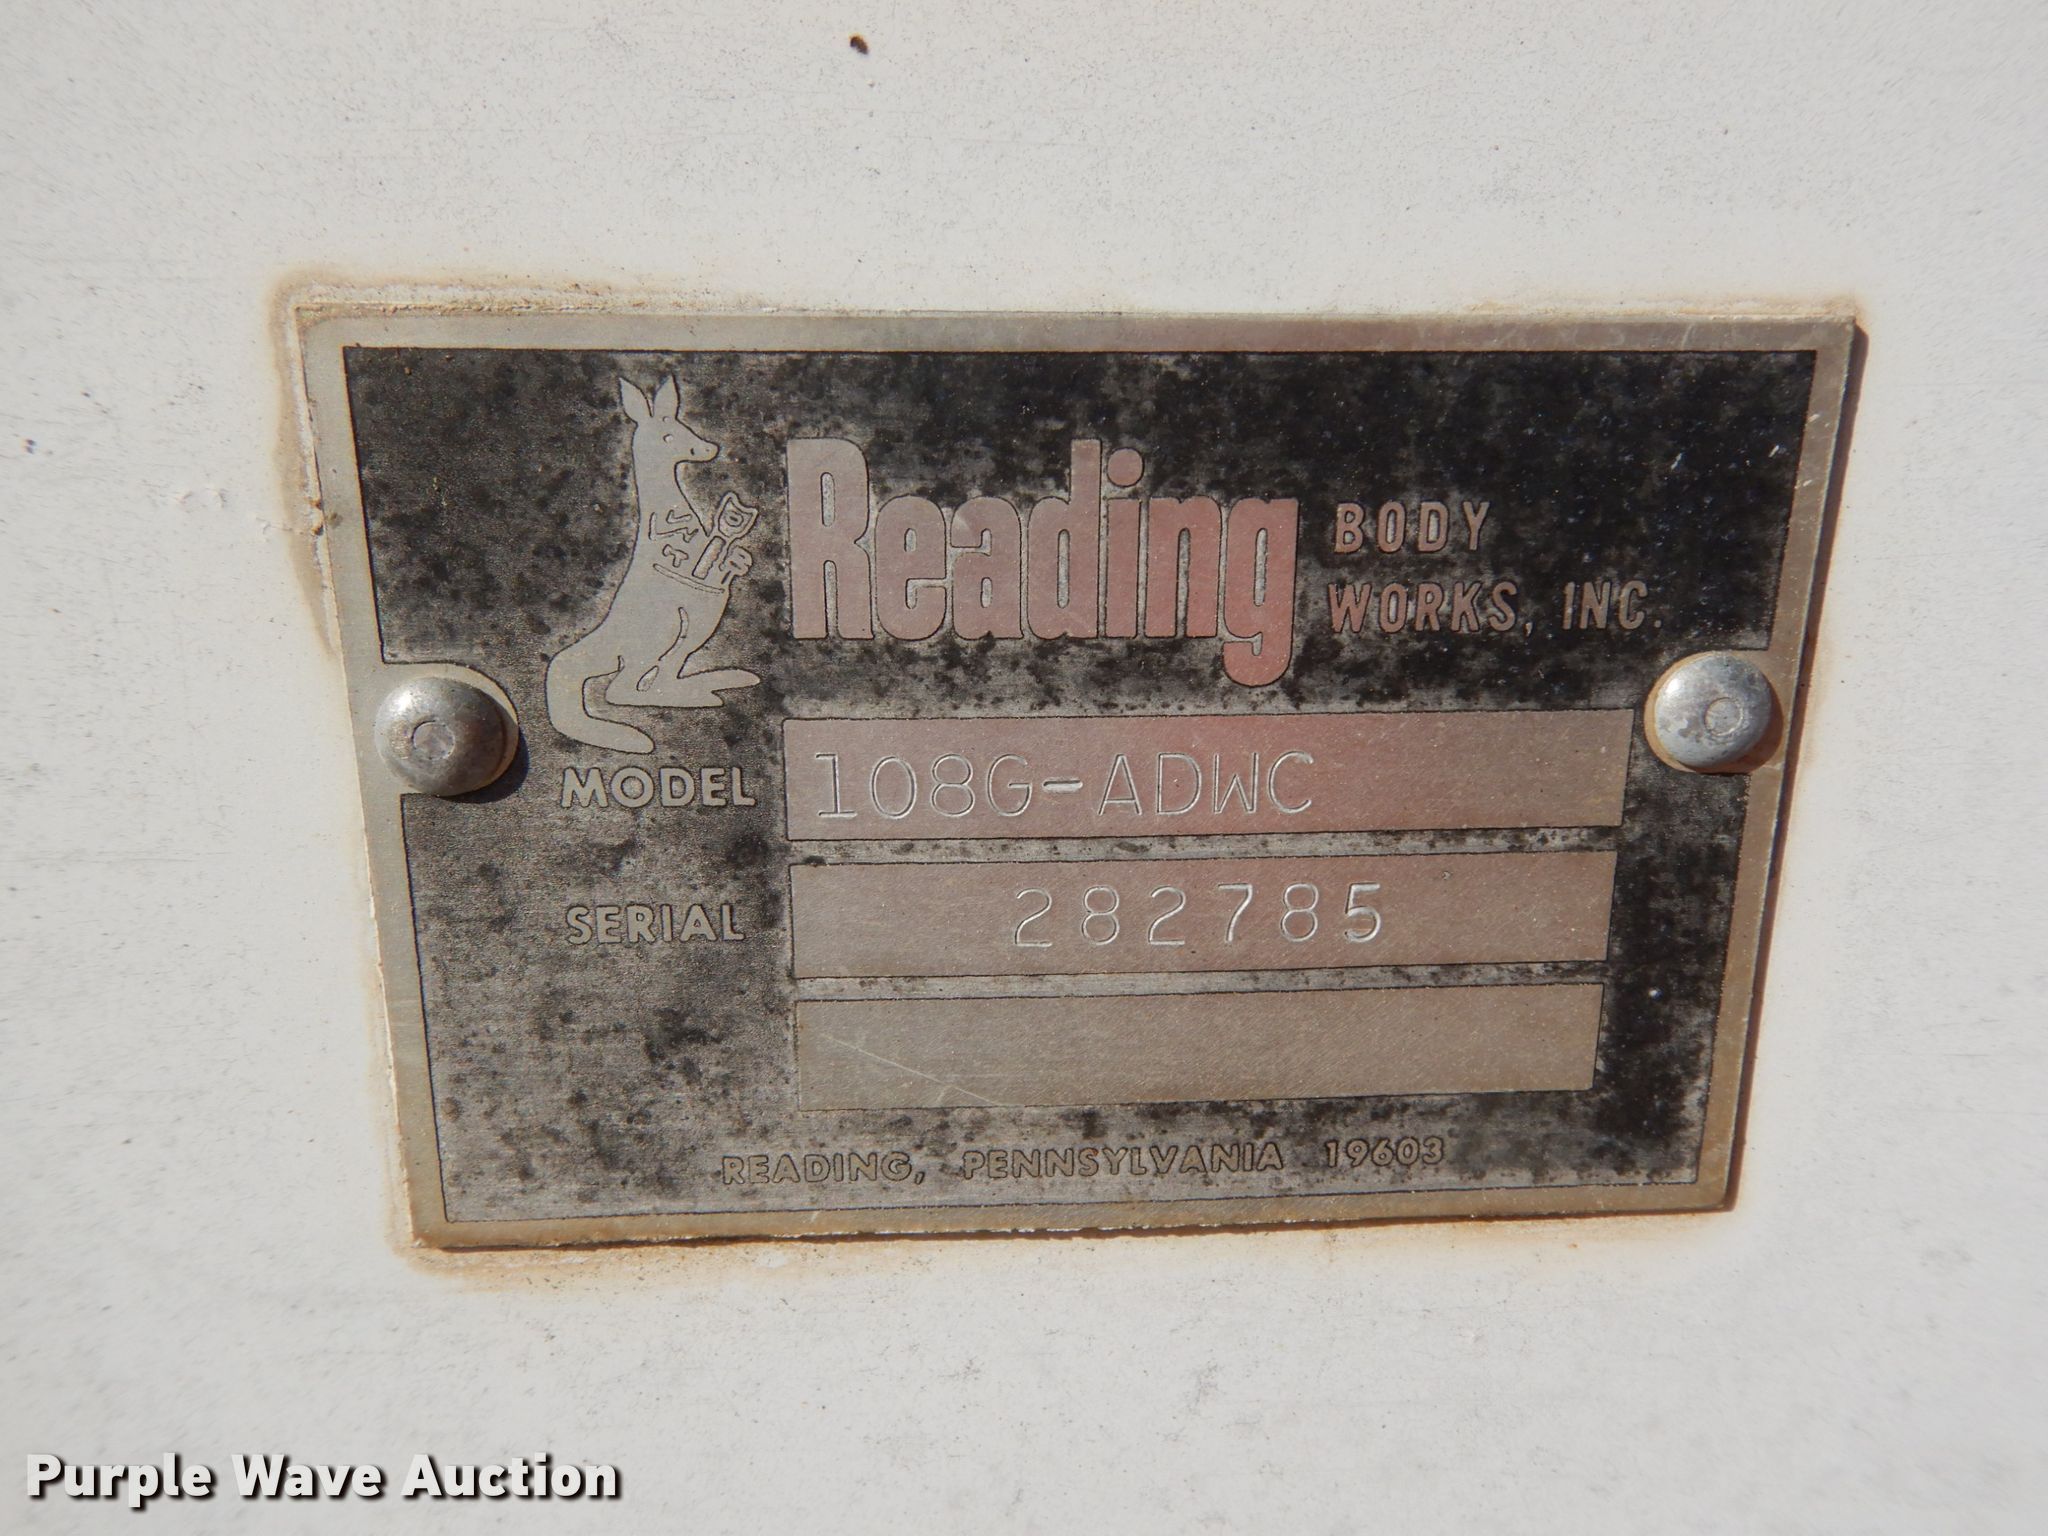 Reading BODY
WORKS, INC.
MODEL 108G-ADWC
SERIAL 282785
READING, PENNSYLVANIA 19603
Purple Wave Auction